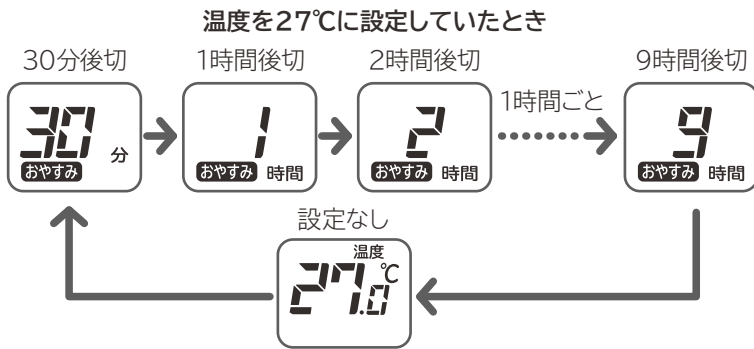 温度を27℃に設定していたとき
30分後切 1時間後切 2時間後切 9時間後切
30 分
おやすみ
1
おやすみ 時間
2
おやすみ 時間
1時間ごと
9
おやすみ 時間
設定なし
温度
27.0 ℃